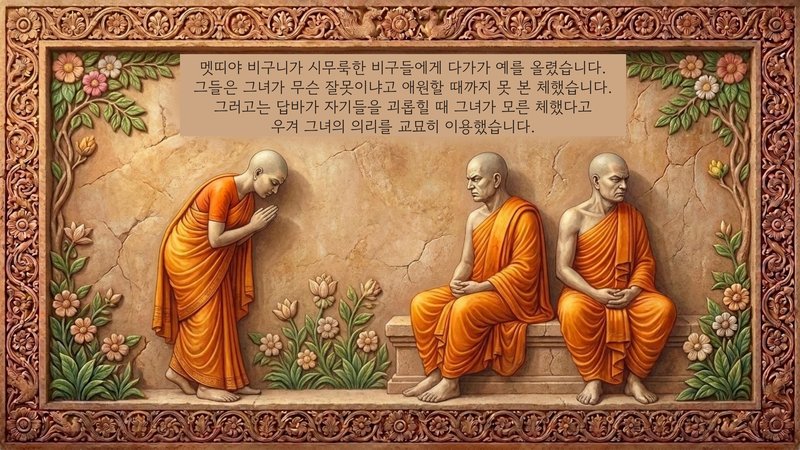 멧띠야 비구니가 시무룩한 비구들에게 다가가 예를 올렸습니다.
그들은 그녀가 무슨 잘못이냐고 애원할 때까지 못 본 체했습니다.
그러고는 답바가 자기들을 괴롭힐 때 그녀가 모른 체했다고
우겨 그녀의 의리를 교묘히 이용했습니다.